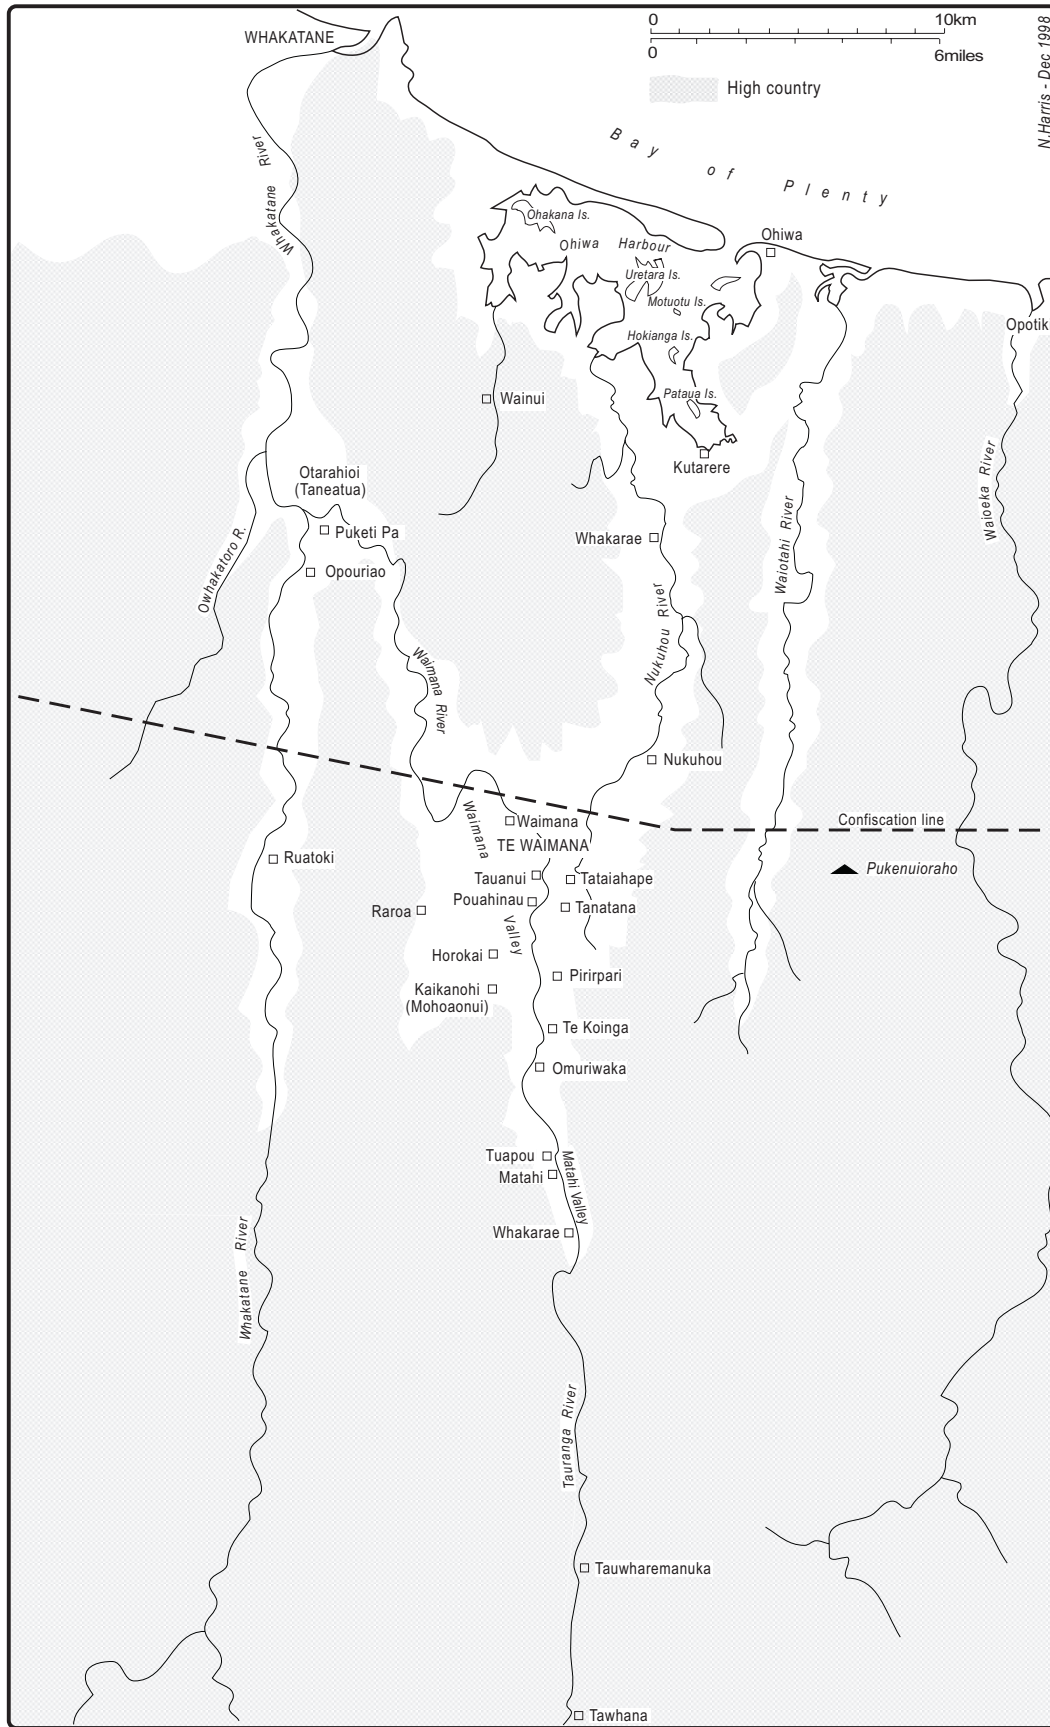 WHAKATANE
0 10km
0 6miles
High country
N.Harris - Dec 1998
Bay of Plenty
Whakatane River
Ohakana Is.
Ohiwa Harbour
Ohiwa
Uretara Is.
Motuotu Is.
Opotik
Hokianga Is.
Pataua Is.
Wainui
Kutarere
Otarahioi
(Taneatua)
Puketi Pa
Opouriao
Owhakatoro R.
Whakarae
Waiotahi River
Waioeka River
Nukuhou River
Waimana River
Nukuhou
Confiscation line
Waimana
TE WAIMANA
Waimana Valley
Pukenuioraho
Ruatoki
Tauanui
Tataiahape
Pouahinau
Tanatana
Raroa
Horokai
Pirirpari
Kaikanohi
(Mohoaonui)
Te Koinga
Omuriwaka
Tuapou
Matahi
Matahi Valley
Whakarae
Whakatane River
Tauranga River
Tauwharemanuka
Tawhana